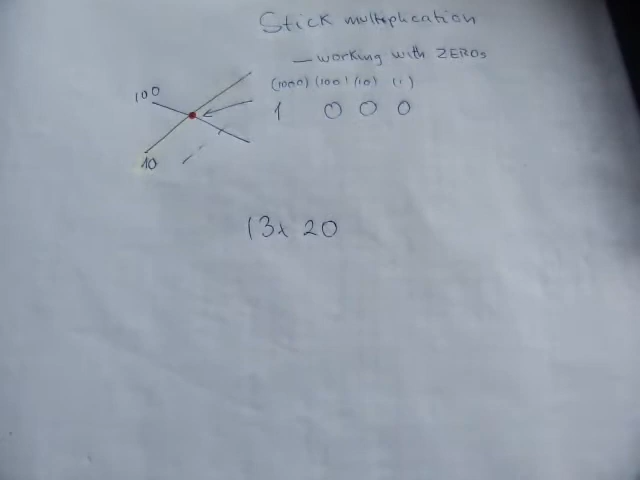 Stick multiplication
— working with ZEROs
(1000) (100) (10) (1)
100
1 0 0 0
10
13x 20